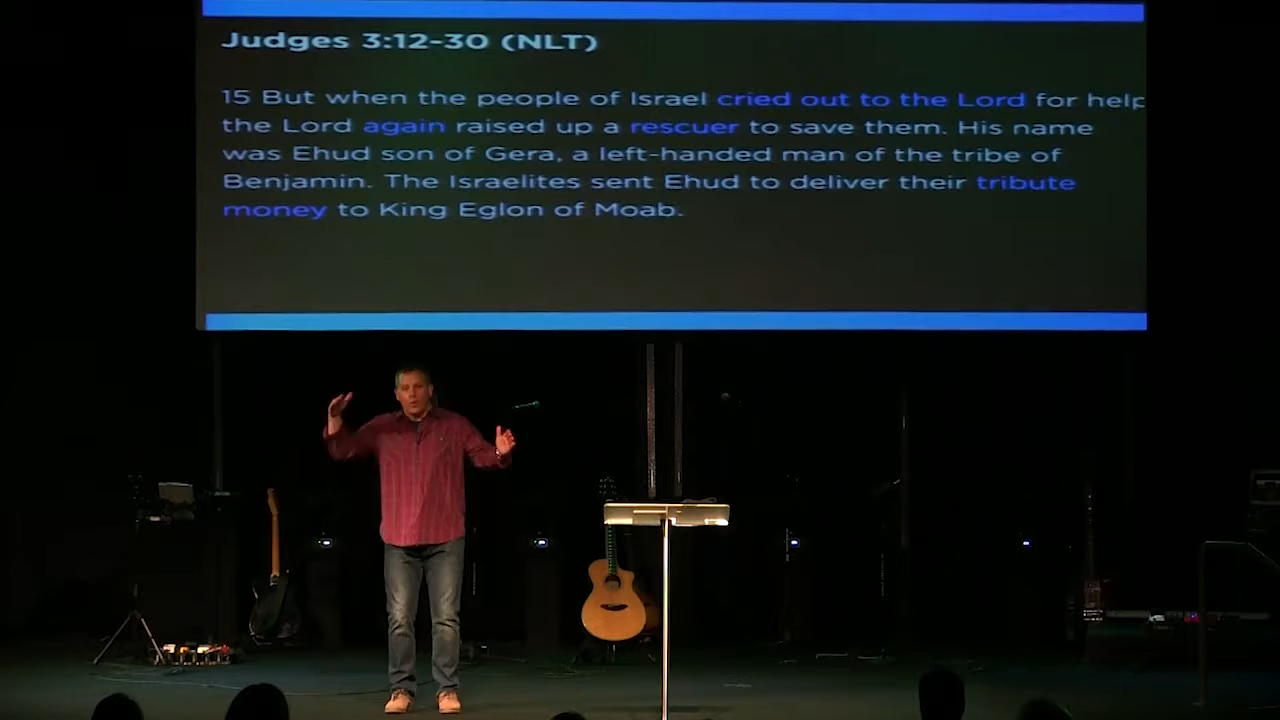 Judges 3:12-30 (NLT)
15 But when the people of Israel cried out to the Lord for help
the Lord again raised up a rescuer to save them. His name
was Ehud son of Gera, a left-handed man of the tribe of
Benjamin. The Israelites sent Ehud to deliver their tribute
money to King Eglon of Moab.